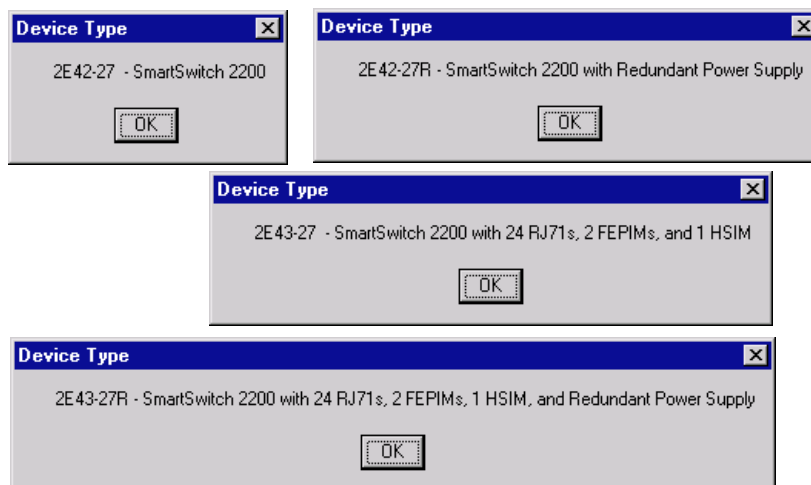 Device Type
2E42-27 - SmartSwitch 2200
OK
Device Type
2E42-27R - SmartSwitch 2200 with Redundant Power Supply
OK
Device Type
2E43-27 - SmartSwitch 2200 with 24 RJ71s, 2 FEPIMs, and 1 HSIM
OK
Device Type
2E43-27R - SmartSwitch 2200 with 24 RJ71s, 2 FEPIMs, 1 HSIM, and Redundant Power Supply
OK